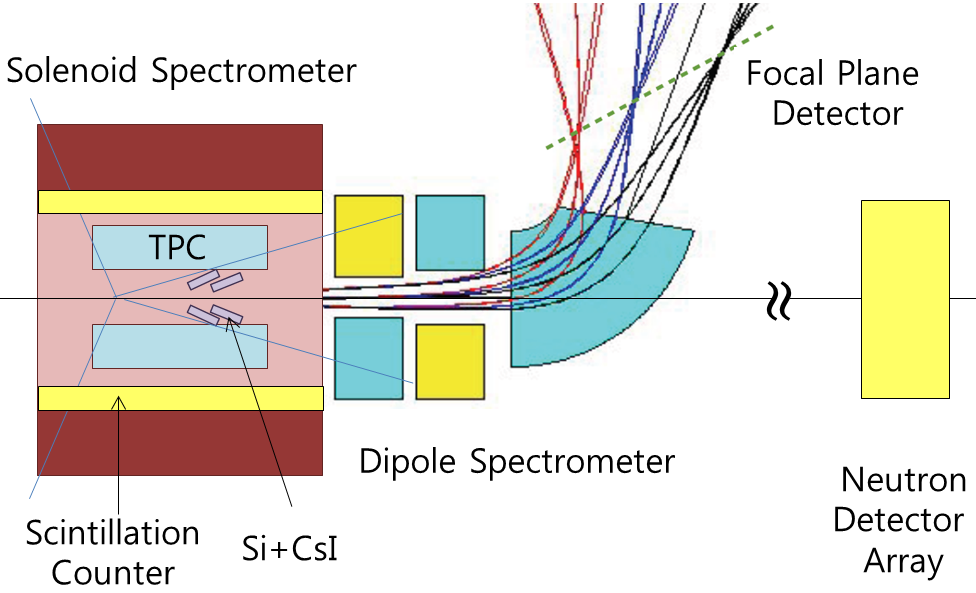 Solenoid Spectrometer
Focal Plane
Detector
TPC
Dipole Spectrometer
Scintillation
Counter
Si+CsI
Neutron
Detector
Array